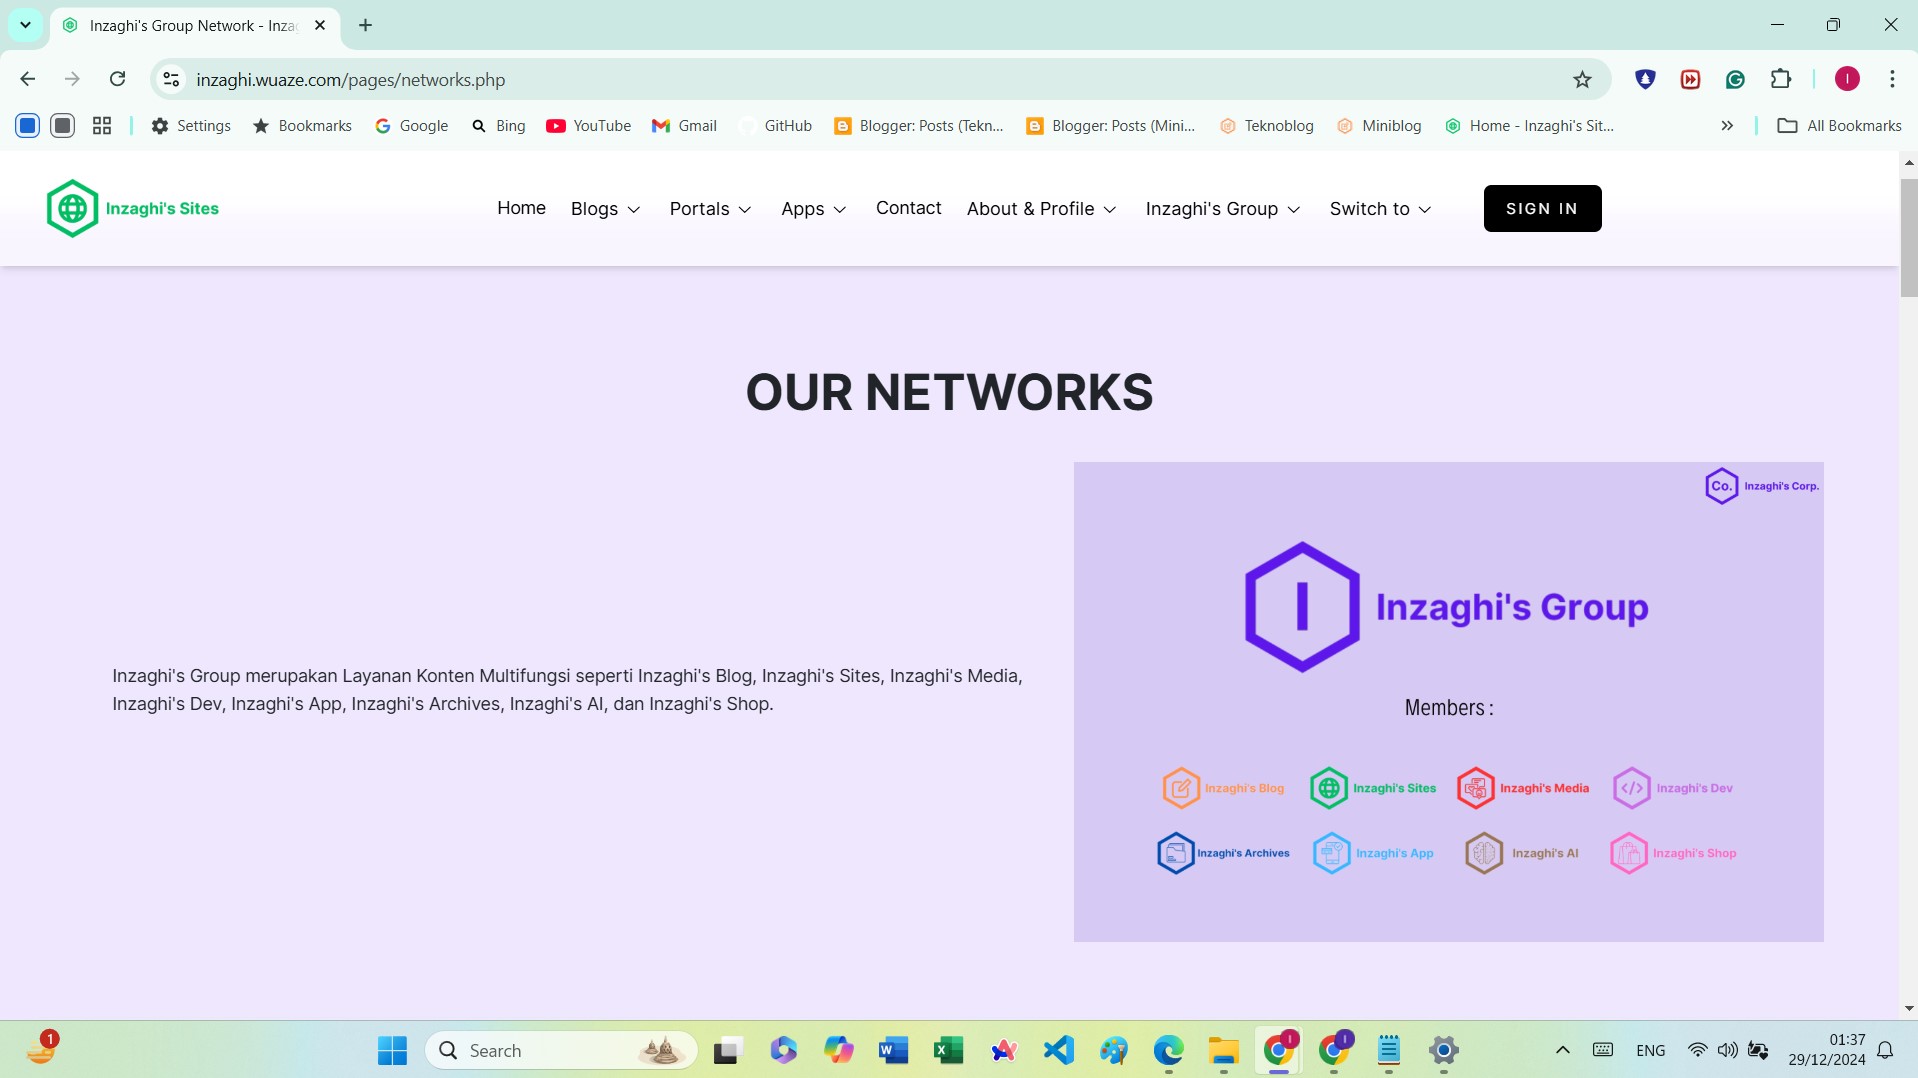 Inzaghi's Group Network - Inza
inzaghi.wuaze.com/pages/networks.php
I
Settings
Bookmarks
Google
Bing
YouTube
Gmail
GitHub
Blogger: Posts (Tekn...
Blogger: Posts (Mini...
Teknoblog
Miniblog
Home - Inzaghi's Sit...
All Bookmarks
Inzaghi's Sites
Home
Blogs
Portals
Apps
Contact
About & Profile
Inzaghi's Group
Switch to
SIGN IN
OUR NETWORKS
Inzaghi's Group merupakan Layanan Konten Multifungsi seperti Inzaghi's Blog, Inzaghi's Sites, Inzaghi's Media,
Inzaghi's Dev, Inzaghi's App, Inzaghi's Archives, Inzaghi's AI, dan Inzaghi's Shop.
Co. Inzaghi's Corp.
I Inzaghi's Group
Members :
Inzaghi's Blog
Inzaghi's Sites
Inzaghi's Media
Inzaghi's Dev
Inzaghi's Archives
Inzaghi's App
Inzaghi's AI
Inzaghi's Shop
1
Search
I
I
ENG
01:37
29/12/2024